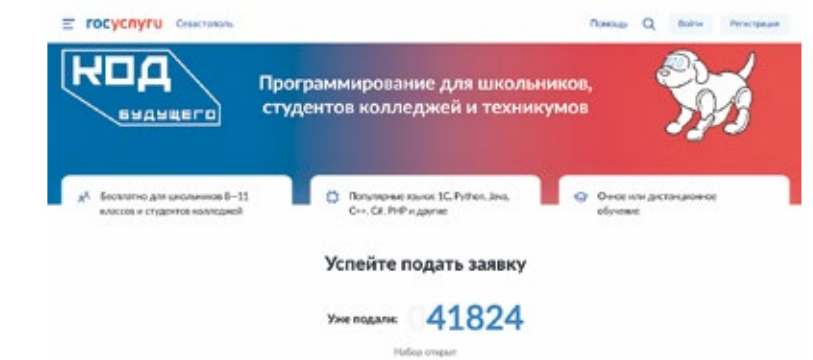 госуслуги Севастополь Помощь Войти Регистрация
КОД
БУДУЩЕГО
Программирование для школьников,
студентов колледжей и техникумов
Бесплатно для школьников 8–11
классов и студентов колледжей
Популярные языки: 1С, Python, Java,
C++, C#, PHP и другие
Очное или дистанционное
обучение
Успейте подать заявку
Уже подали: 041824
Набор открыт